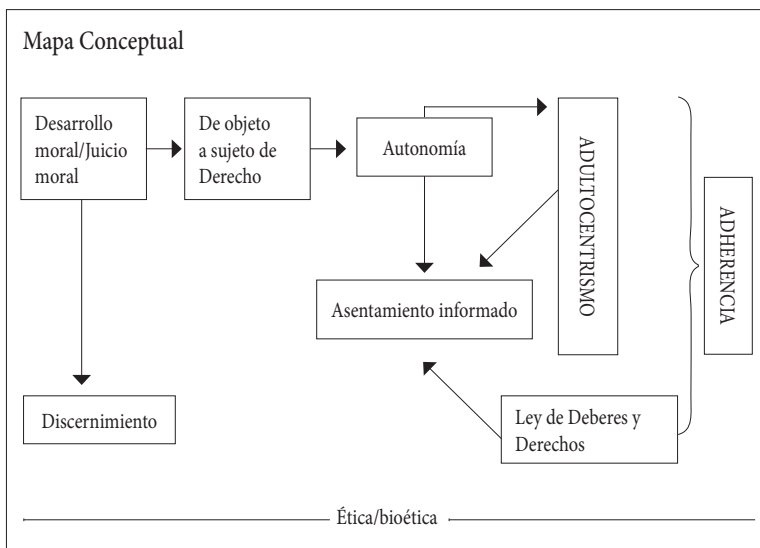 Mapa Conceptual
Desarrollo
moral/Juicio
moral
De objeto
a sujeto de
Derecho
Autonomía
ADULTOCENTRISMO
ADHERENCIA
Asentamiento informado
Discernimiento
Ley de Deberes y
Derechos
Ética/bioética